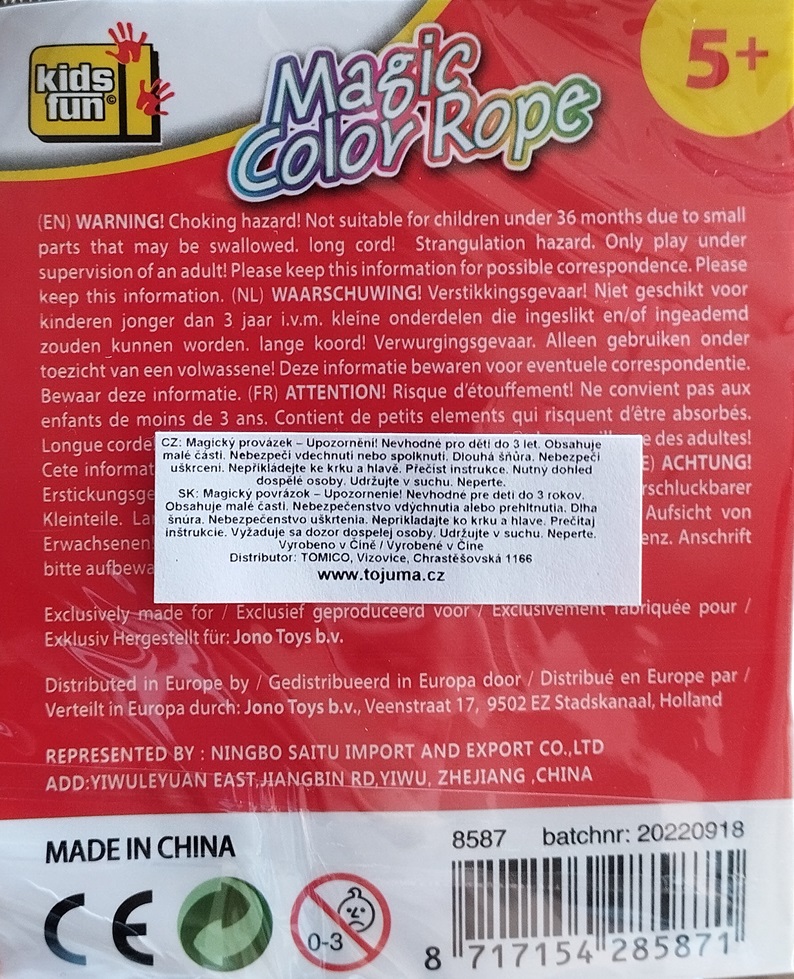 kids
fun©
Magic
Color Rope
5+
(EN) WARNING! Choking hazard! Not suitable for children under 36 months due to small
parts that may be swallowed. long cord! Strangulation hazard. Only play under
supervision of an adult! Please keep this information for possible correspondence. Please
keep this information. (NL) WAARSCHUWING! Verstikkingsgevaar! Niet geschikt voor
kinderen jonger dan 3 jaar i.v.m. kleine onderdelen die ingeslikt en/of ingeademd
zouden kunnen worden. lange koord! Verwurgingsgevaar. Alleen gebruiken onder
toezicht van een volwassene! Deze informatie bewaren voor eventuele correspondentie.
Bewaar deze informatie. (FR) ATTENTION! Risque d'étouffement! Ne convient pas aux
enfants de moins de 3 ans. Contient de petits elements qui risquent d'être absorbés.
Longue corde des adultes!
Cete ACHTUNG!
Kleinteile. Aufsicht von
Erwachsenen! Anschrift
bitte
CZ: Magický provázek – Upozornění! Nevhodné pro děti do 3 let. Obsahuje
malé části. Nebezpečí vdechnutí nebo spolknutí. Dlouhá šňůra. Nebezpečí
uškrcení. Nepřikládejte ke krku a hlavě. Přečíst instrukce. Nutný dohled
dospělé osoby. Udržujte v suchu. Neperte.
SK: Magický povrázok – Upozornenie! Nevhodné pre deti do 3 rokov.
Obsahuje malé časti. Nebezpečenstvo vdýchnutia alebo prehltnutia. Dlha
šnúra. Nebezpečenstvo uškrtenia. Neprikladajte ko krku a hlave. Prečítaj
inštrukcie. Vyžaduje sa dozor dospelej osoby. Udržujte v suchu. Neperte.
Vyrobeno v Číně / Vyrobené v Číne
Distributor: TOMICO, Vizovice, Chrastěšovská 1166
www.tojuma.cz
Exclusively made for / Exclusief geproduceerd voor / Exclusivement fabriquée pour /
Exklusiv Hergestellt für: Jono Toys b.v.
Distributed in Europe by / Gedistribueerd in Europa door / Distribué en Europe par /
Verteilt in Europa durch: Jono Toys b.v., Veenstraat 17, 9502 EZ Stadskanaal, Holland
REPRESENTED BY : NINGBO SAITU IMPORT AND EXPORT CO.,LTD
ADD:YIWULEYUAN EAST,JIANGBIN RD,YIWU, ZHEJIANG ,CHINA
MADE IN CHINA
8587 batchnr: 20220918
CE
0-3
8 717154 285871